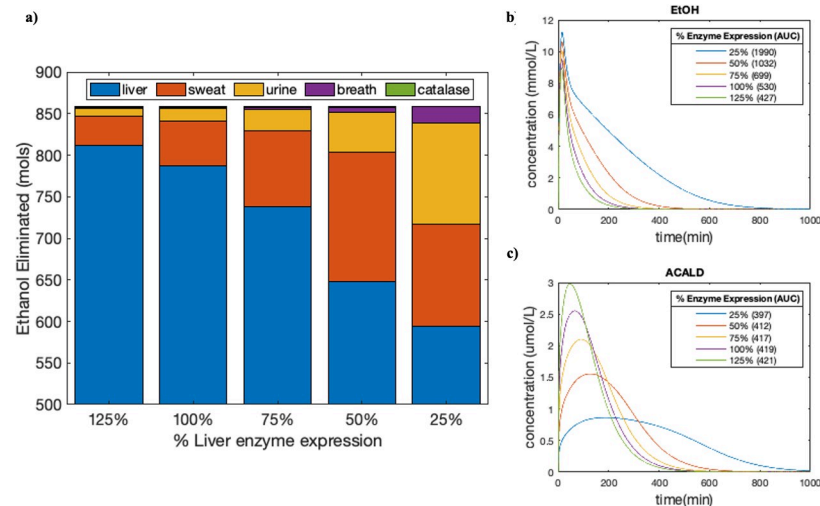 a)
900
850
800
750
700
650
600
550
500
Ethanol Eliminated (mols)
liver sweat urine breath catalase
125% 100% 75% 50% 25%
% Liver enzyme expression
b)
EtOH
12
10
8
6
4
2
0
concentration (mmol/L)
% Enzyme Expression (AUC)
25% (1990)
50% (1032)
75% (699)
100% (530)
125% (427)
0 200 400 600 800 1000
time(min)
c)
ACALD
3
2.5
2
1.5
1
0.5
0
concentration (umol/L)
% Enzyme Expression (AUC)
25% (397)
50% (412)
75% (417)
100% (419)
125% (421)
0 200 400 600 800 1000
time(min)